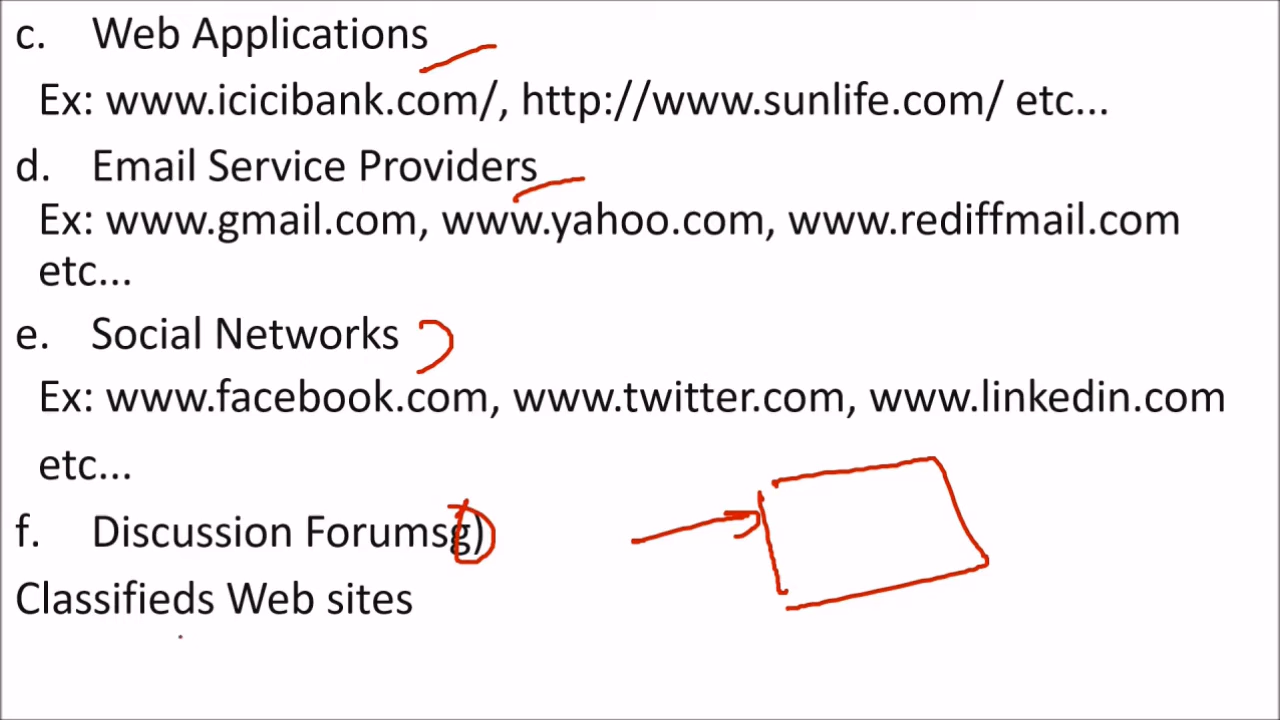 c. Web Applications
Ex: www.icicibank.com/, http://www.sunlife.com/ etc...
d. Email Service Providers
Ex: www.gmail.com, www.yahoo.com, www.rediffmail.com
etc...
e. Social Networks
Ex: www.facebook.com, www.twitter.com, www.linkedin.com
etc...
f. Discussion Forumsg)
Classifieds Web sites